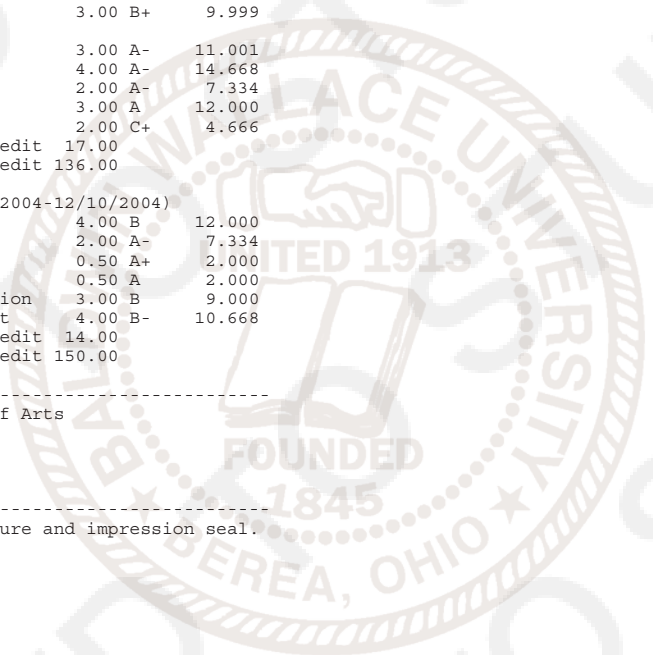 3.00 B+ 9.999
3.00 A- 11.001
4.00 A- 14.668
2.00 A- 7.334
3.00 A 12.000
2.00 C+ 4.666
edit 17.00
edit 136.00
2004-12/10/2004)
4.00 B 12.000
2.00 A- 7.334
0.50 A+ 2.000
0.50 A 2.000
ion 3.00 B 9.000
t 4.00 B- 10.668
edit 14.00
edit 150.00
-------------------------
f Arts
-------------------------
ure and impression seal.
BALDWIN WALLACE UNIVERSITY
UNITED 1913
FOUNDED
1845
BEREA, OHIO